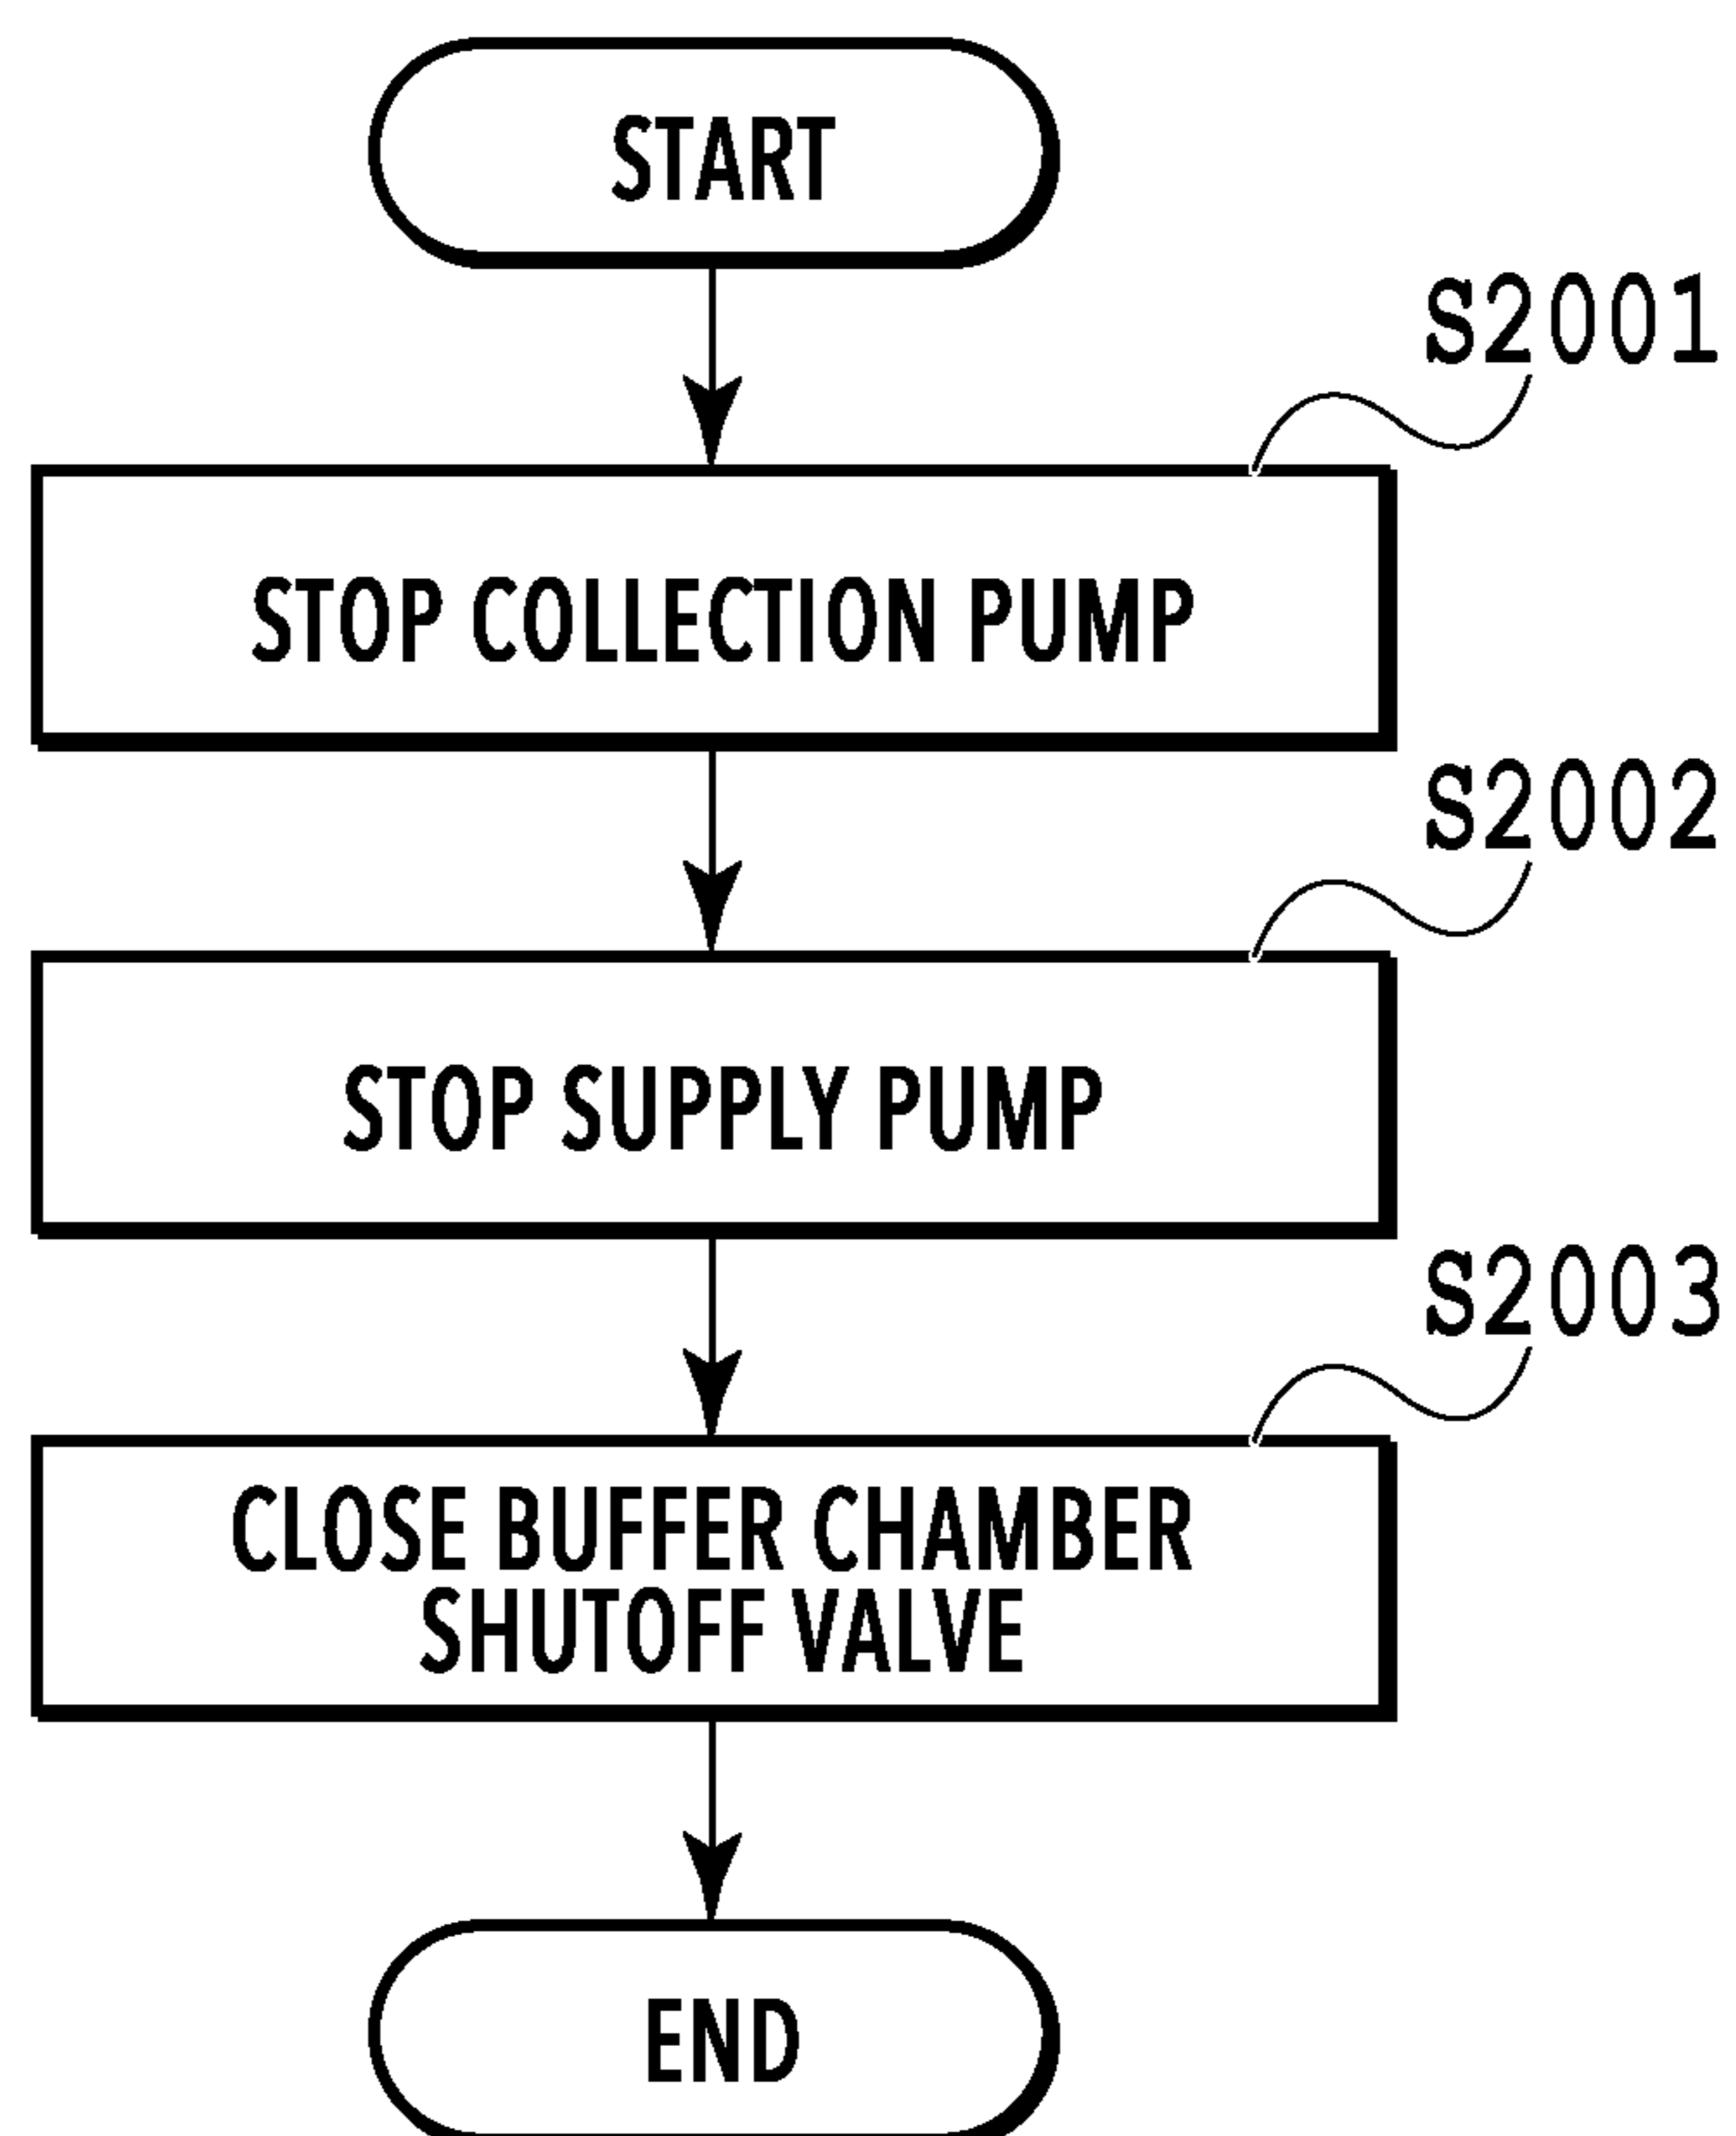 START
S2001
STOP COLLECTION PUMP
S2002
STOP SUPPLY PUMP
S2003
CLOSE BUFFER CHAMBER
SHUTOFF VALVE
END